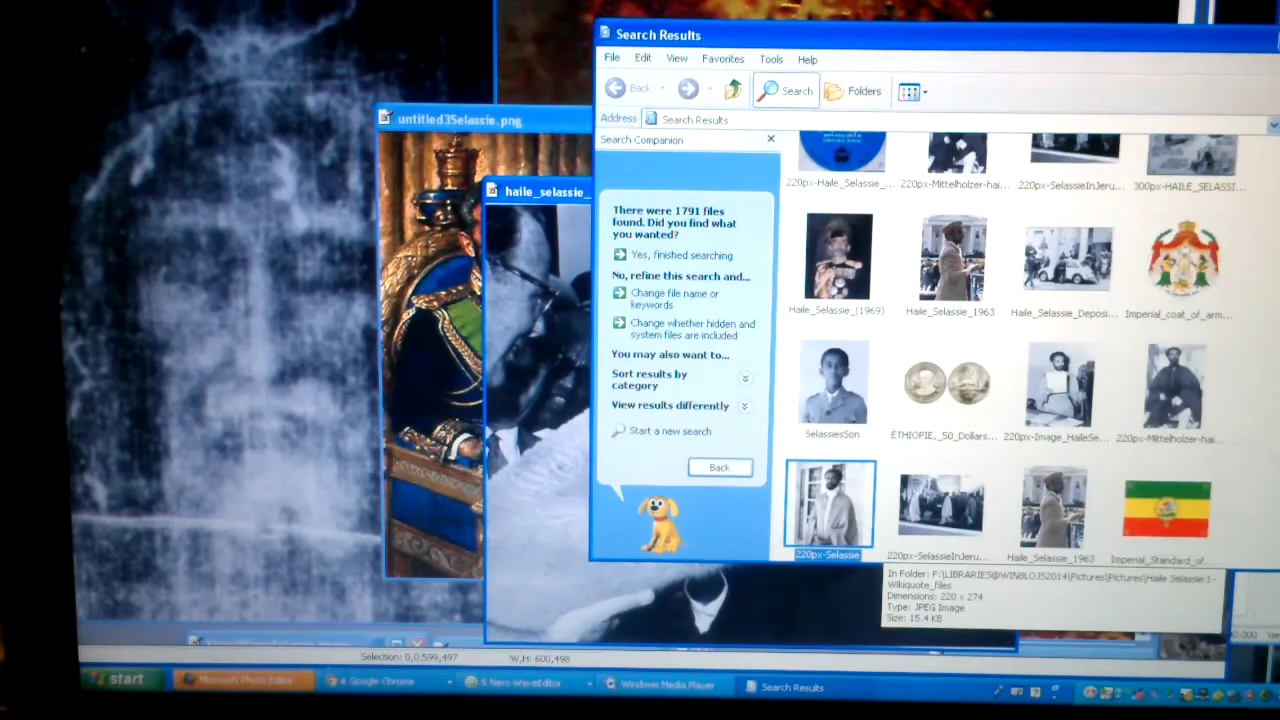 Search Results
File Edit View Favorites Tools Help
Back Search Folders
Address Search Results
Search Companion
untitled3Selassie.png
haile_selassie_
There were 1791 files
found. Did you find what
you wanted?
Yes, finished searching
No, refine this search and...
Change file name or
keywords
Change whether hidden and
system files are included
You may also want to...
Sort results by
category
View results differently
Start a new search
Back
220px-Haile_Selassie_... 220px-Mittelholzer-hai... 220px-SelassieInJeru... 300px-HAILE_SELASSI...
Haile_Selassie_(1969) Haile_Selassie_1963 Haile_Selassie_Deposi... Imperial_coat_of_arm...
SelassiesSon ETHIOPIE,_50_Dollars... 220px-Image_HaileSe... 220px-Mittelholzer-hai...
220px-Selassie 220px-SelassieInJeru... Haile_Selassie_1963 Imperial_Standard_of_
In Folder: F:\LIBRARIES@WIN8LOJS2014\Pictures\Pictures\Haile Selassie I -
Wikiquote_files
Dimensions: 220 x 274
Type: JPEG Image
Size: 15.4 KB
Selection: 0,0:599,497 W,H: 600,498
start Microsoft Photo Editor 4 Google Chrome 5 Nero WaveEditor Windows Media Player Search Results